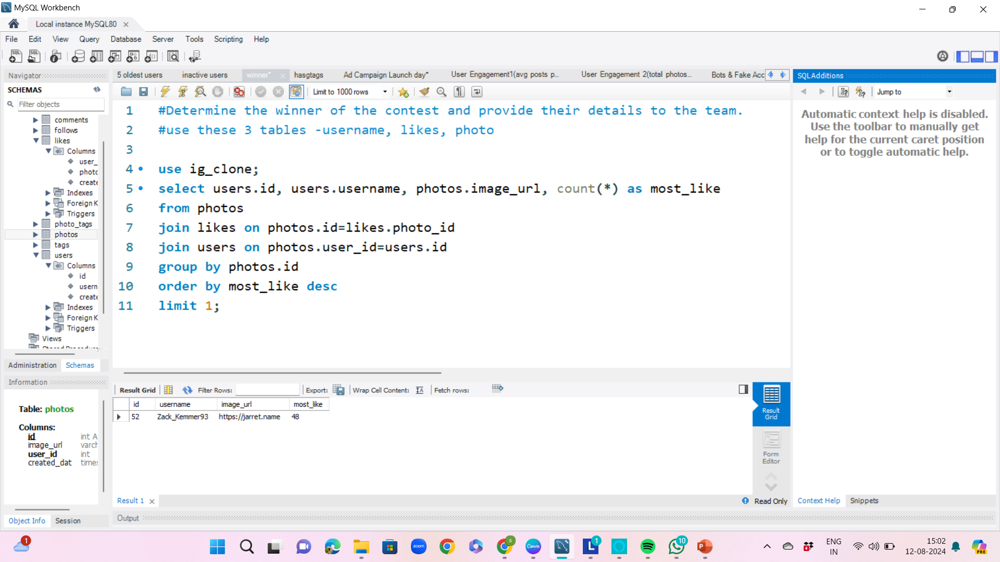 MySQL Workbench
Local instance MySQL80
File Edit View Query Database Server Tools Scripting Help
Navigator
SCHEMAS
Filter objects
comments
follows
likes
Columns
user_
photo
create
Indexes
Foreign K
Triggers
photo_tags
photos
tags
users
Columns
id
usern
create
Indexes
Foreign K
Triggers
Views
Administration Schemas
Information
Table: photos
Columns:
id int A
image_url varch
user_id int
created_dat times
Object Info Session
5 oldest users inactive users winner* hasgtags Ad Campaign Launch day* User Engagement1(avg posts p... User Engagement 2(total photos... Bots & Fake Acc
Limit to 1000 rows
1 #Determine the winner of the contest and provide their details to the team.
2 #use these 3 tables -username, likes, photo
3
4 use ig_clone;
5 select users.id, users.username, photos.image_url, count(*) as most_like
6 from photos
7 join likes on photos.id=likes.photo_id
8 join users on photos.user_id=users.id
9 group by photos.id
10 order by most_like desc
11 limit 1;
Result Grid Filter Rows: Export: Wrap Cell Content: Fetch rows:
id username image_url most_like
52 Zack_Kemmer93 https://jarret.name 48
Result
Grid
Form
Editor
Result 1
Read Only
Output
SQLAdditions
Jump to
Automatic context help is disabled.
Use the toolbar to manually get
help for the current caret position
or to toggle automatic help.
Context Help Snippets
1
zoom
S
Canva
L
1
10
P
4
ENG
IN
15:02
12-08-2024
PRE